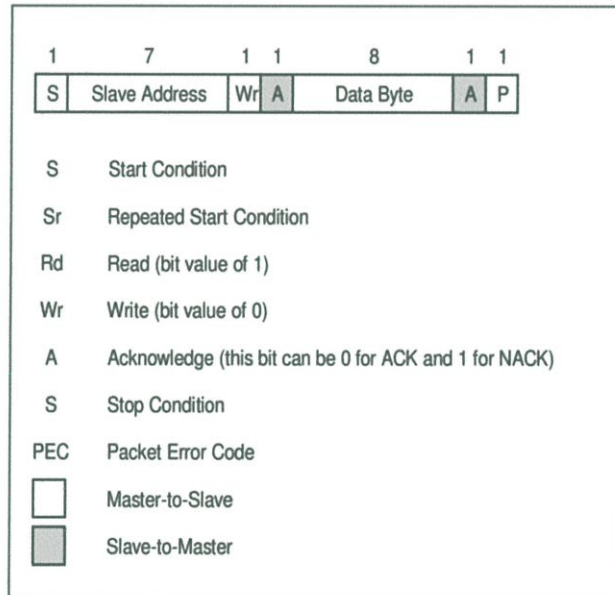 1 7 1 1 8 1 1
S Slave Address Wr A Data Byte A P
S Start Condition
Sr Repeated Start Condition
Rd Read (bit value of 1)
Wr Write (bit value of 0)
A Acknowledge (this bit can be 0 for ACK and 1 for NACK)
S Stop Condition
PEC Packet Error Code
Master-to-Slave
Slave-to-Master